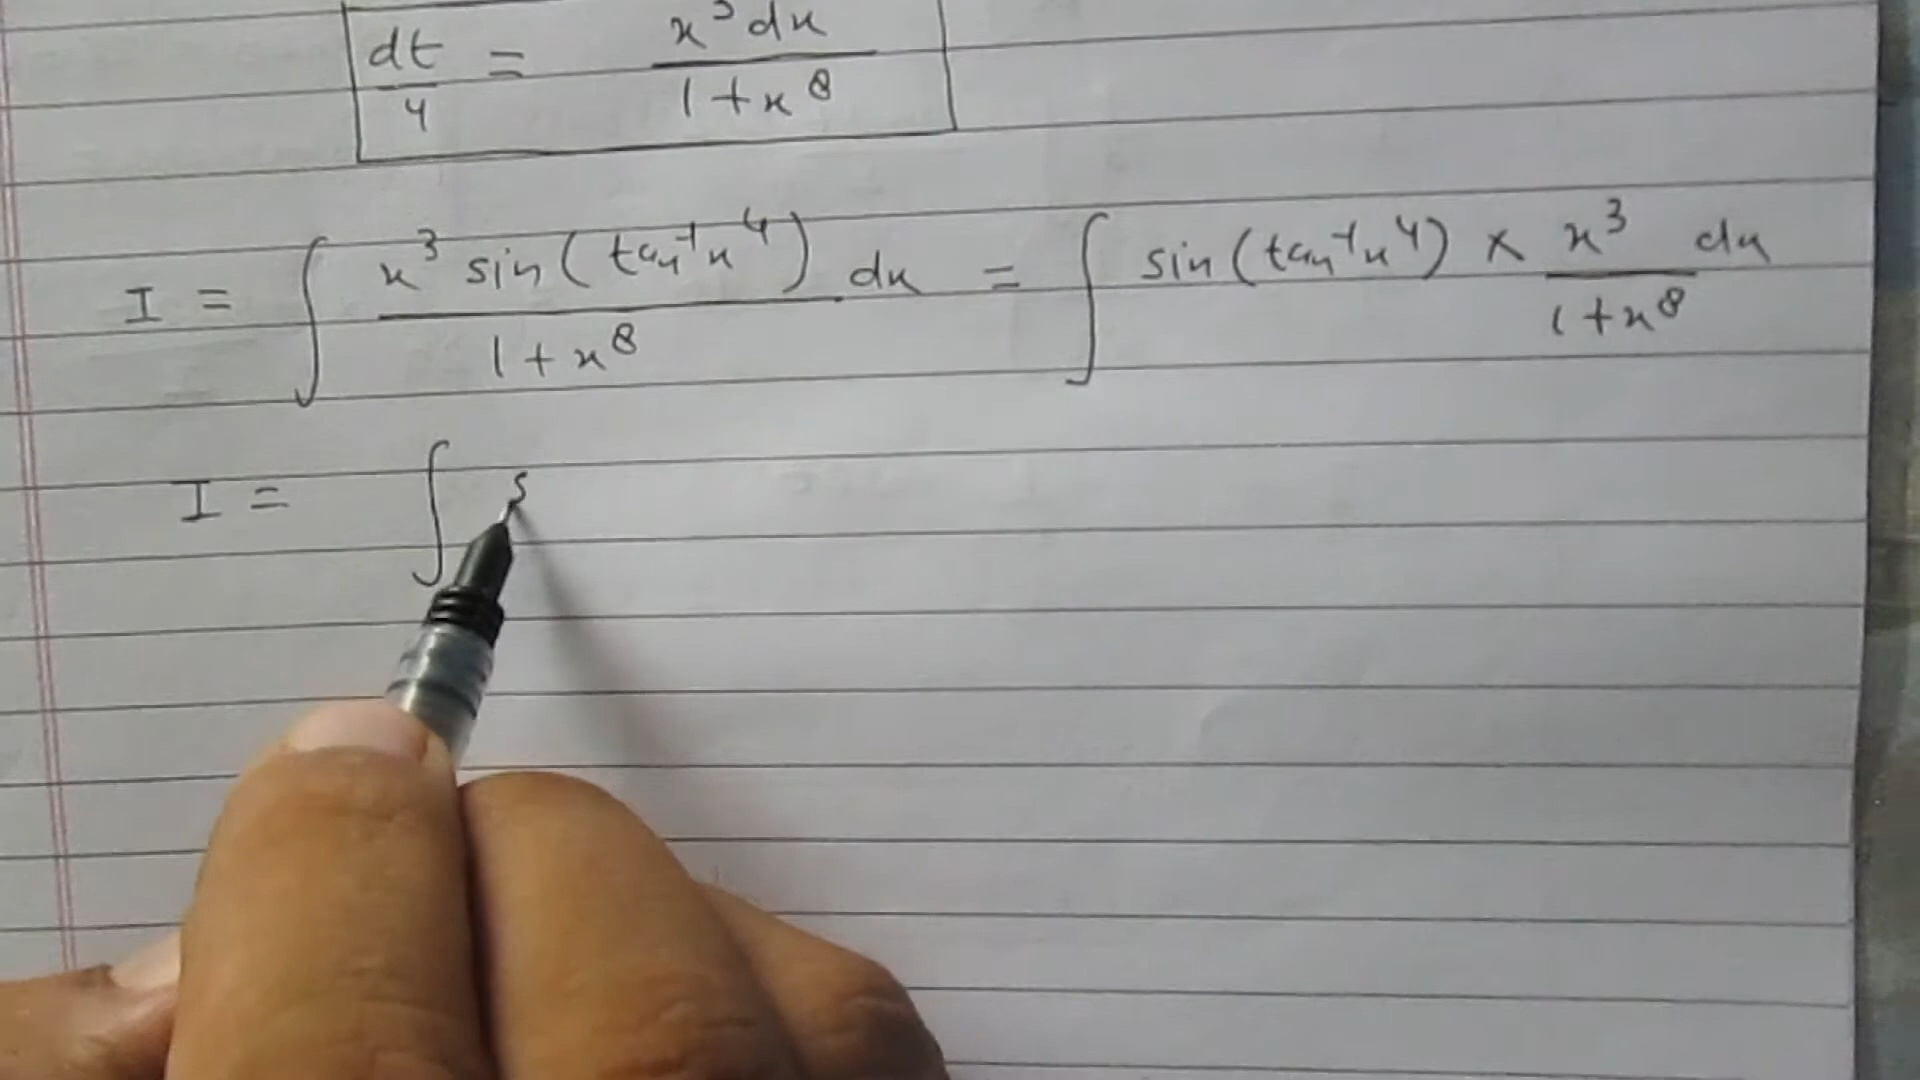 dt/4 = x³ dx / 1 + x⁸
I = ∫ x³ sin(tan⁻¹x⁴) / 1 + x⁸ dx = ∫ sin(tan⁻¹x⁴) × x³ / 1 + x⁸ dx
I = ∫ s